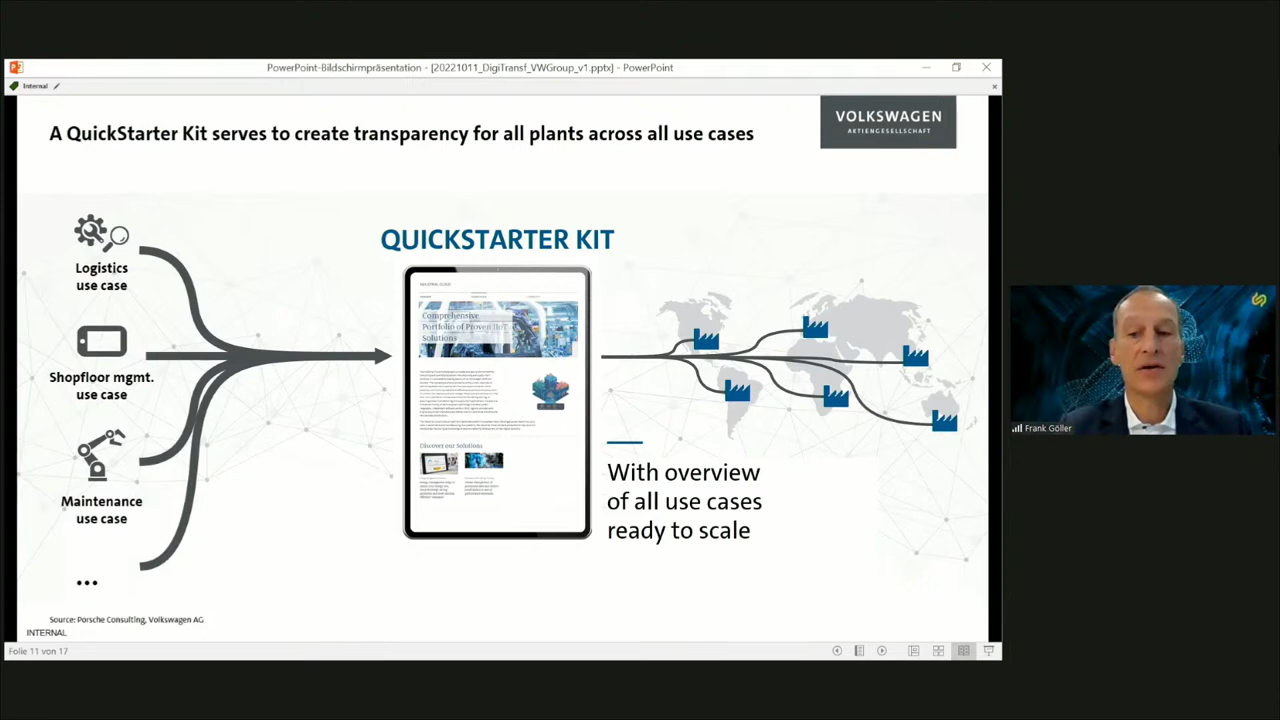 PowerPoint-Bildschirmpräsentation - [20221011_DigiTransf_VWGroup_v1.pptx] - PowerPoint
Internal
A QuickStarter Kit serves to create transparency for all plants across all use cases
VOLKSWAGEN
AKTIENGESELLSCHAFT
QUICKSTARTER KIT
Logistics
use case
Shopfloor mgmt.
use case
Maintenance
use case
...
INDUSTRIAL CLOUD
Comprehensive
Portfolio of Proven IIoT
Solutions
Discover our Solutions
With overview
of all use cases
ready to scale
Frank Göller
Source: Porsche Consulting, Volkswagen AG
INTERNAL
Folie 11 von 17